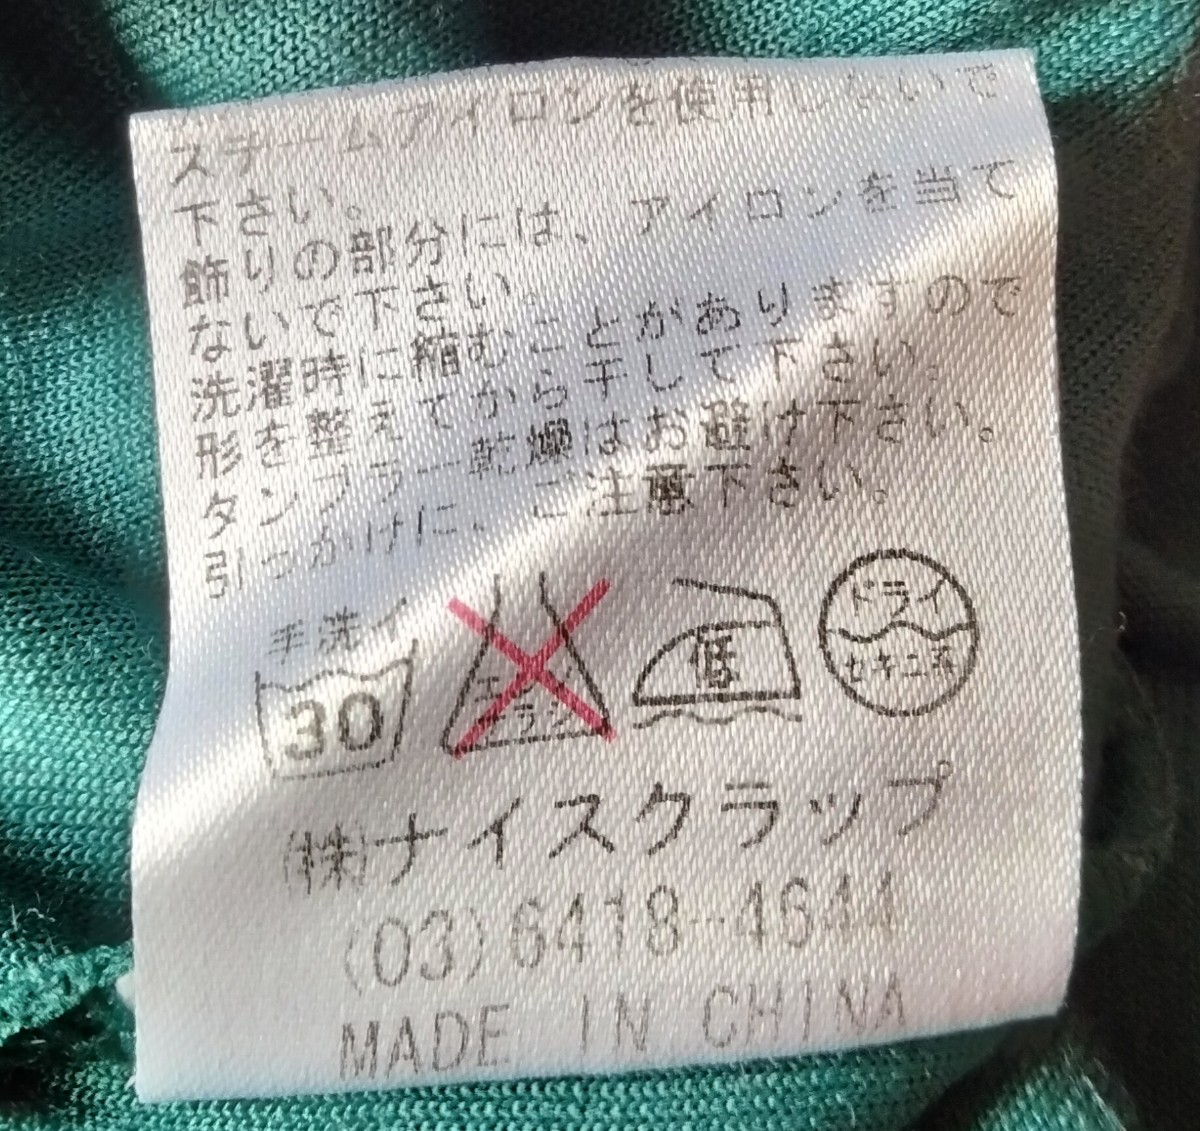 スチームアイロンを使用しないで
下さい。
飾りの部分には、アイロンを当て
ないで下さい。
洗濯時に縮むことがありますので
形を整えてから干して下さい。
タンブラー乾燥はお避け下さい。
引っかけに、ご注意下さい。
手洗イ
30
エンソ
サラシ
低
ドライ
セキユ系
(株)ナイスクラップ
(03)6418-4644
MADE IN CHINA